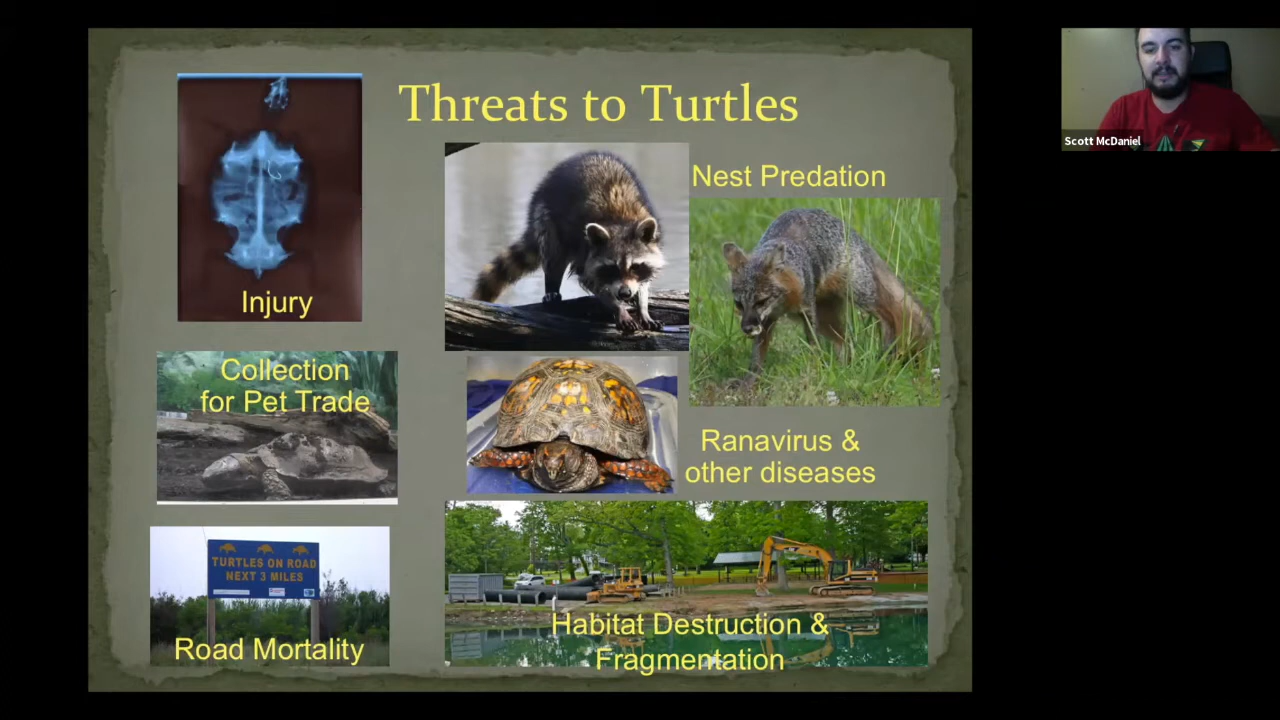 Threats to Turtles
Scott McDaniel
Nest Predation
Injury
Collection
for Pet Trade
Ranavirus &
other diseases
TURTLES ON ROAD
NEXT 3 MILES
Road Mortality
Habitat Destruction &
Fragmentation